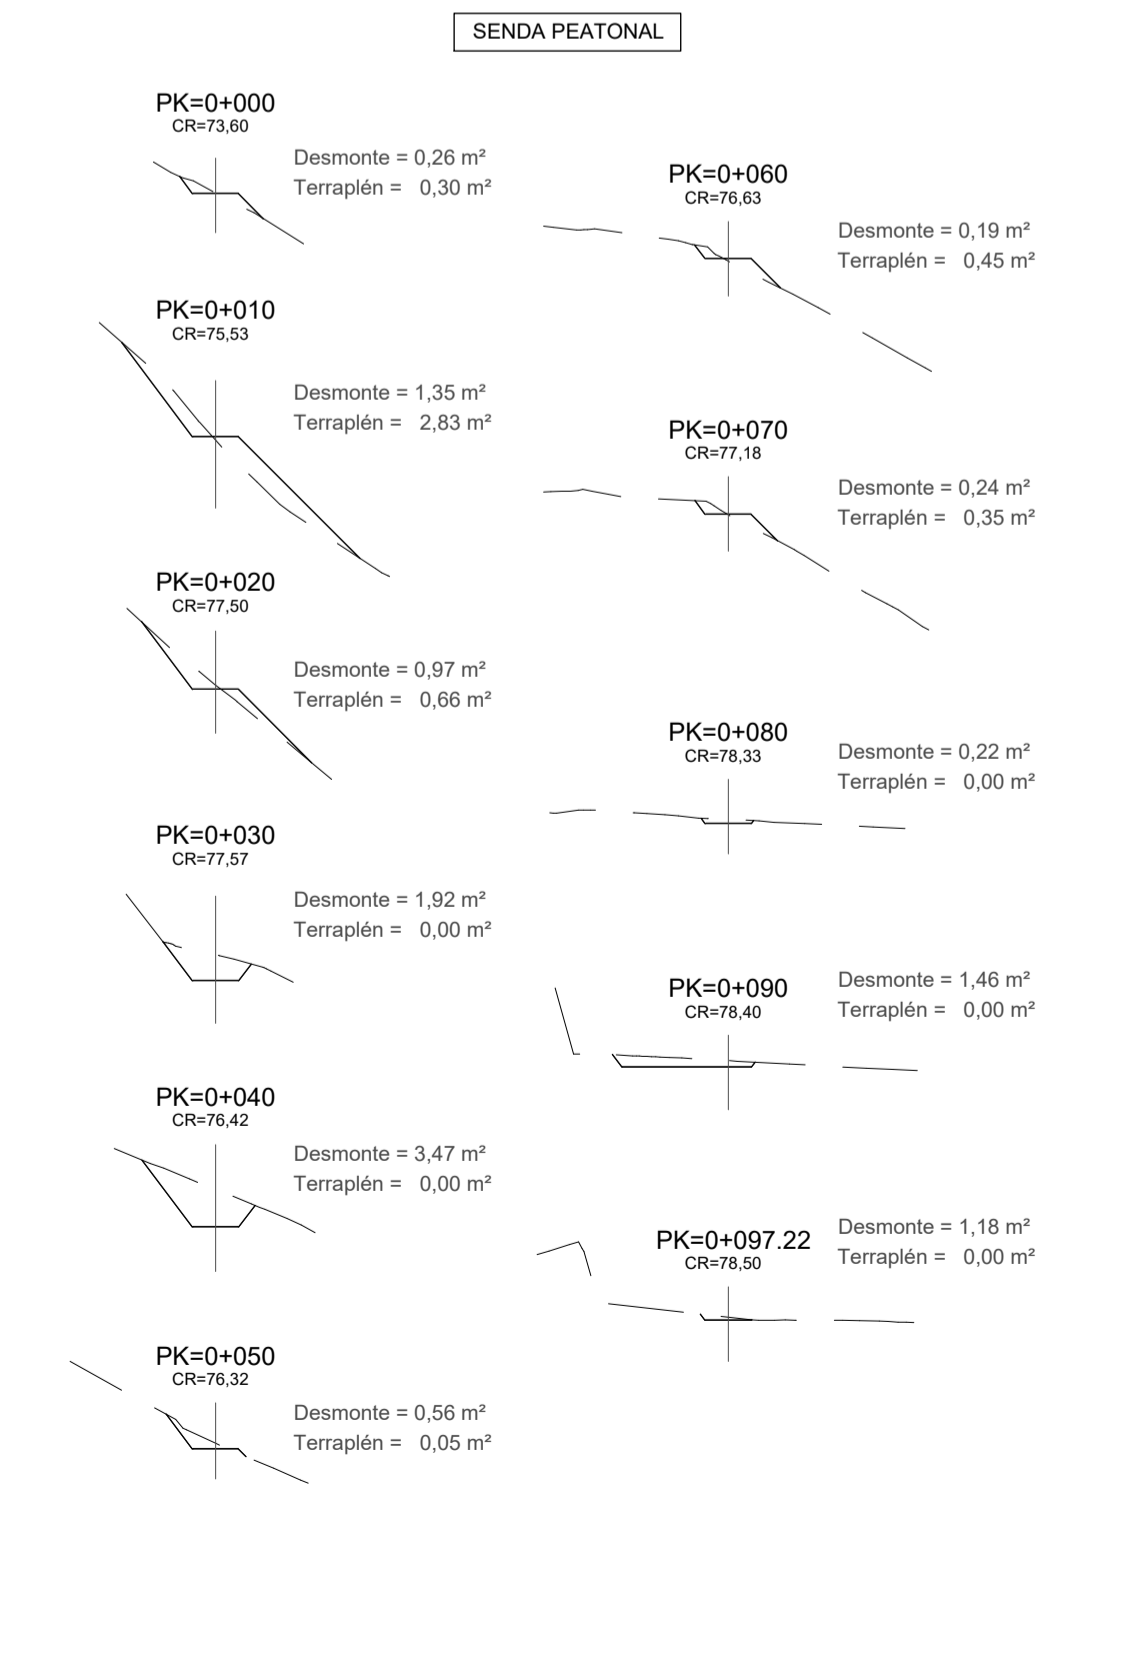 SENDA PEATONAL
PK=0+000
CR=73,60
Desmonte = 0,26 m²
Terraplén = 0,30 m²
PK=0+010
CR=75,53
Desmonte = 1,35 m²
Terraplén = 2,83 m²
PK=0+020
CR=77,50
Desmonte = 0,97 m²
Terraplén = 0,66 m²
PK=0+030
CR=77,57
Desmonte = 1,92 m²
Terraplén = 0,00 m²
PK=0+040
CR=76,42
Desmonte = 3,47 m²
Terraplén = 0,00 m²
PK=0+050
CR=76,32
Desmonte = 0,56 m²
Terraplén = 0,05 m²
PK=0+060
CR=76,63
Desmonte = 0,19 m²
Terraplén = 0,45 m²
PK=0+070
CR=77,18
Desmonte = 0,24 m²
Terraplén = 0,35 m²
PK=0+080
CR=78,33
Desmonte = 0,22 m²
Terraplén = 0,00 m²
PK=0+090
CR=78,40
Desmonte = 1,46 m²
Terraplén = 0,00 m²
PK=0+097.22
CR=78,50
Desmonte = 1,18 m²
Terraplén = 0,00 m²